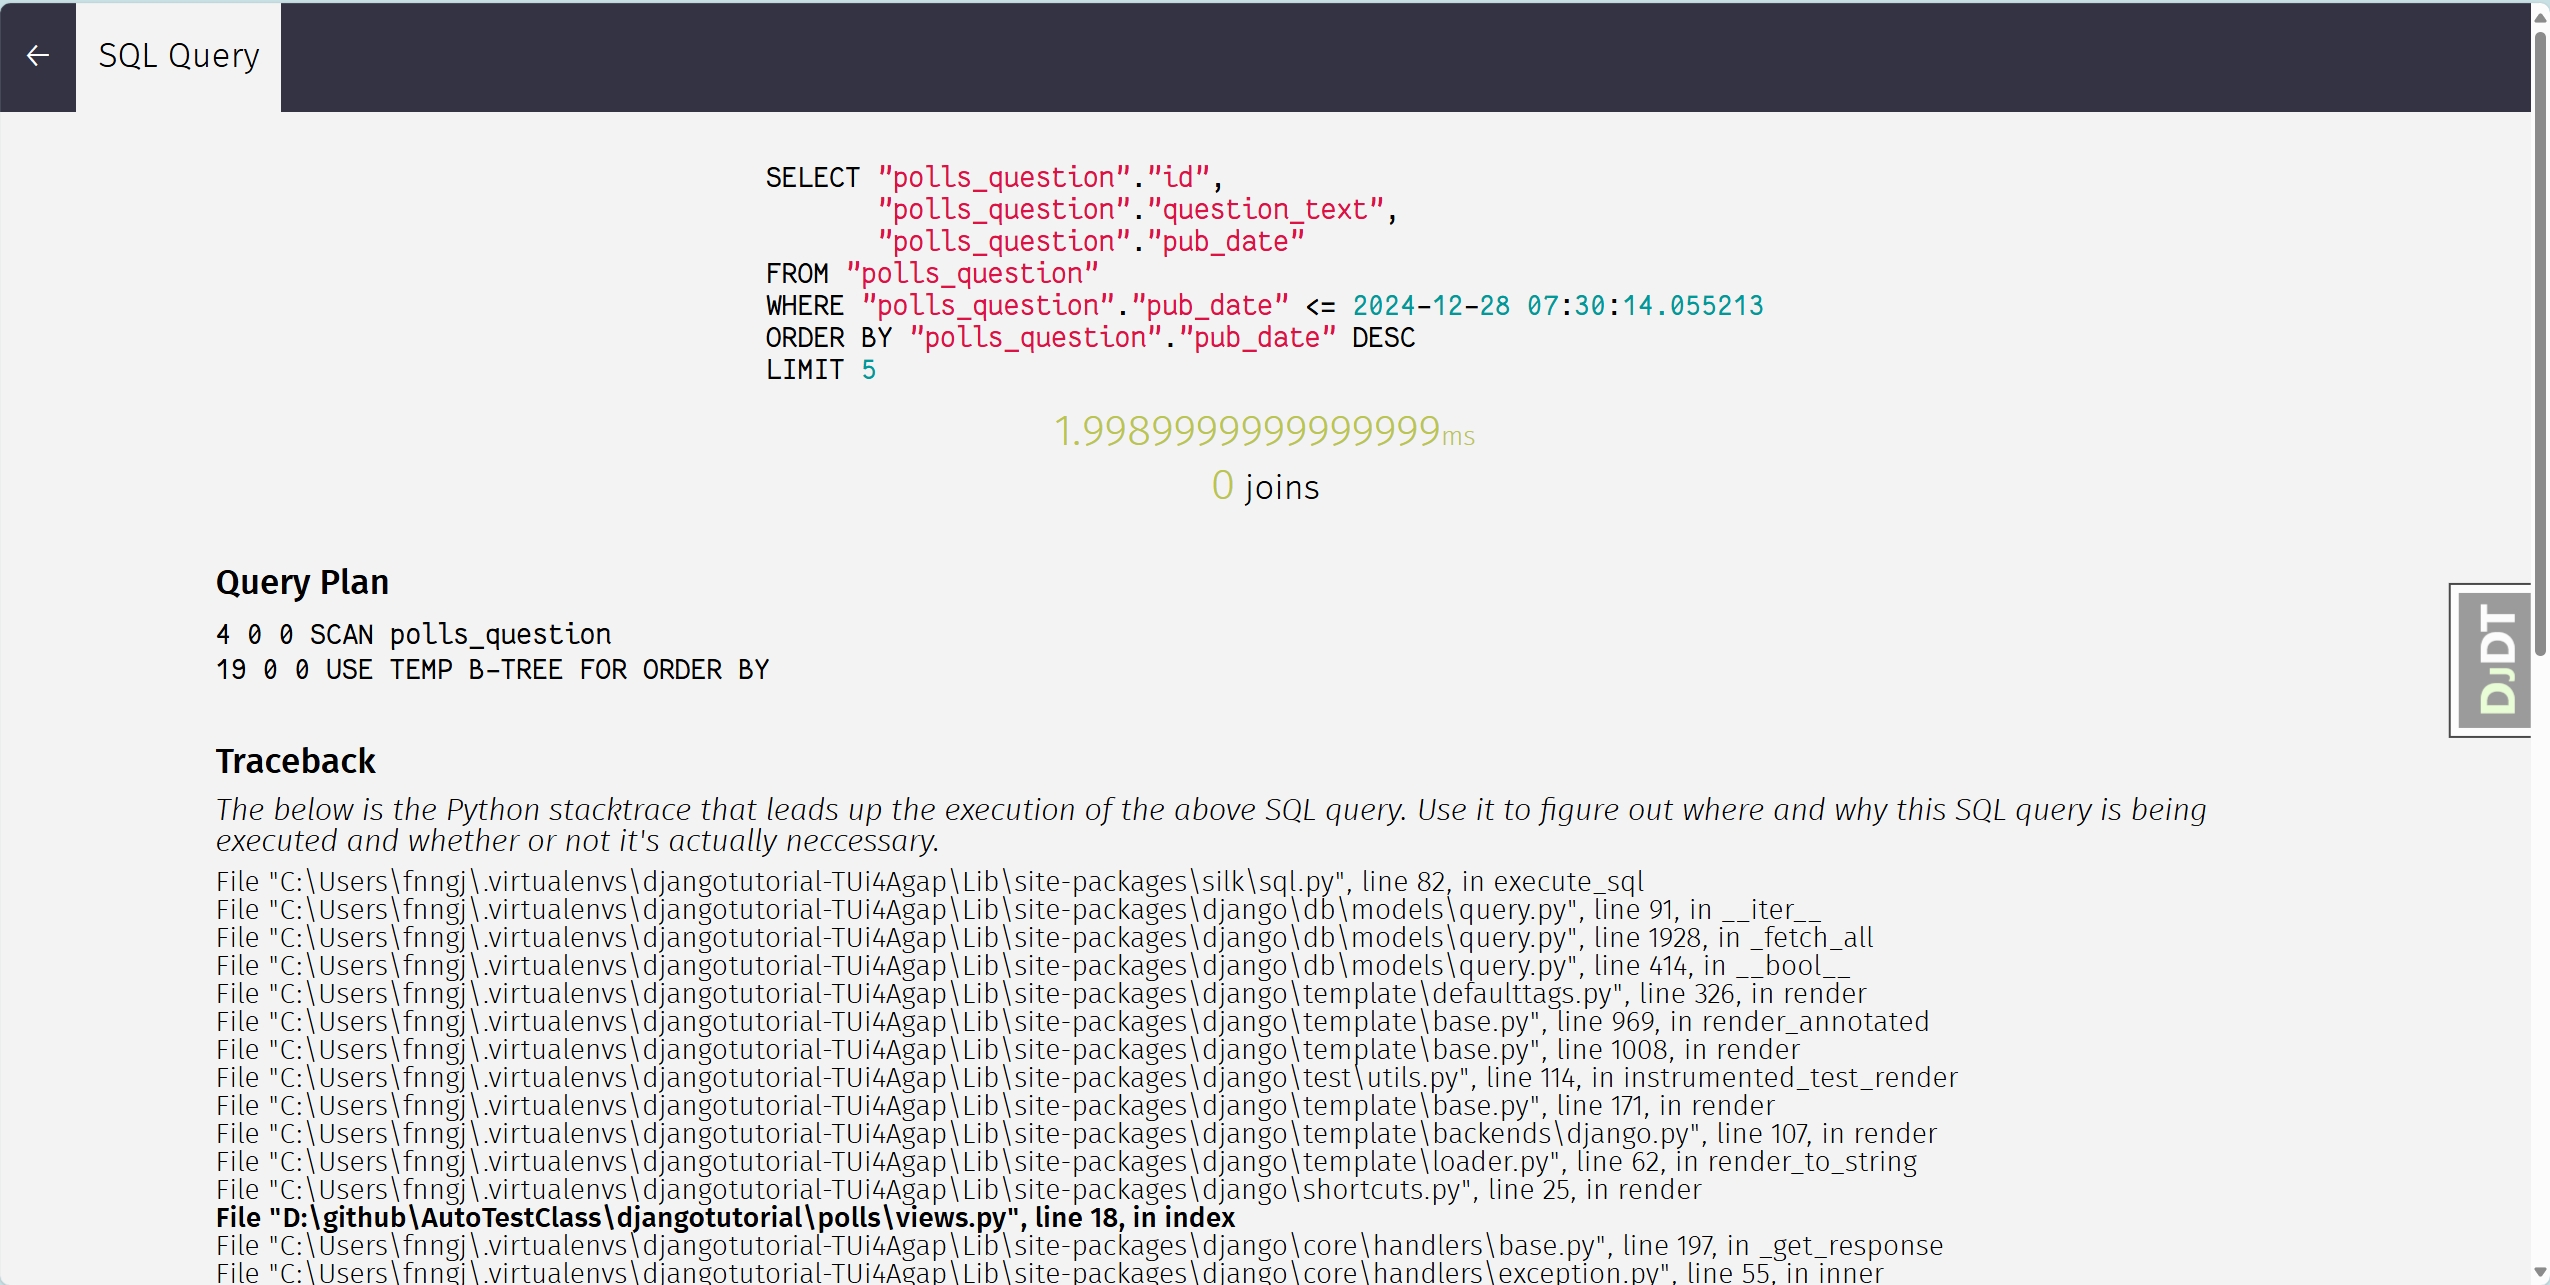 ← SQL Query
SELECT "polls_question"."id",
"polls_question"."question_text",
"polls_question"."pub_date"
FROM "polls_question"
WHERE "polls_question"."pub_date" <= 2024-12-28 07:30:14.055213
ORDER BY "polls_question"."pub_date" DESC
LIMIT 5
1.9989999999999999ms
0 joins
Query Plan
4 0 0 SCAN polls_question
19 0 0 USE TEMP B-TREE FOR ORDER BY
DJDT
Traceback
The below is the Python stacktrace that leads up the execution of the above SQL query. Use it to figure out where and why this SQL query is being
executed and whether or not it's actually neccessary.
File "C:\Users\fnngj\.virtualenvs\djangotutorial-TUi4Agap\Lib\site-packages\silk\sql.py", line 82, in execute_sql
File "C:\Users\fnngj\.virtualenvs\djangotutorial-TUi4Agap\Lib\site-packages\django\db\models\query.py", line 91, in __iter__
File "C:\Users\fnngj\.virtualenvs\djangotutorial-TUi4Agap\Lib\site-packages\django\db\models\query.py", line 1928, in _fetch_all
File "C:\Users\fnngj\.virtualenvs\djangotutorial-TUi4Agap\Lib\site-packages\django\db\models\query.py", line 414, in __bool__
File "C:\Users\fnngj\.virtualenvs\djangotutorial-TUi4Agap\Lib\site-packages\django\template\defaulttags.py", line 326, in render
File "C:\Users\fnngj\.virtualenvs\djangotutorial-TUi4Agap\Lib\site-packages\django\template\base.py", line 969, in render_annotated
File "C:\Users\fnngj\.virtualenvs\djangotutorial-TUi4Agap\Lib\site-packages\django\template\base.py", line 1008, in render
File "C:\Users\fnngj\.virtualenvs\djangotutorial-TUi4Agap\Lib\site-packages\django\test\utils.py", line 114, in instrumented_test_render
File "C:\Users\fnngj\.virtualenvs\djangotutorial-TUi4Agap\Lib\site-packages\django\template\base.py", line 171, in render
File "C:\Users\fnngj\.virtualenvs\djangotutorial-TUi4Agap\Lib\site-packages\django\template\backends\django.py", line 107, in render
File "C:\Users\fnngj\.virtualenvs\djangotutorial-TUi4Agap\Lib\site-packages\django\template\loader.py", line 62, in render_to_string
File "C:\Users\fnngj\.virtualenvs\djangotutorial-TUi4Agap\Lib\site-packages\django\shortcuts.py", line 25, in render
File "D:\github\AutoTestClass\djangotutorial\polls\views.py", line 18, in index
File "C:\Users\fnngj\.virtualenvs\djangotutorial-TUi4Agap\Lib\site-packages\django\core\handlers\base.py", line 197, in _get_response
File "C:\Users\fnngj\.virtualenvs\djangotutorial-TUi4Agap\Lib\site-packages\django\core\handlers\exception.py", line 55, in inner